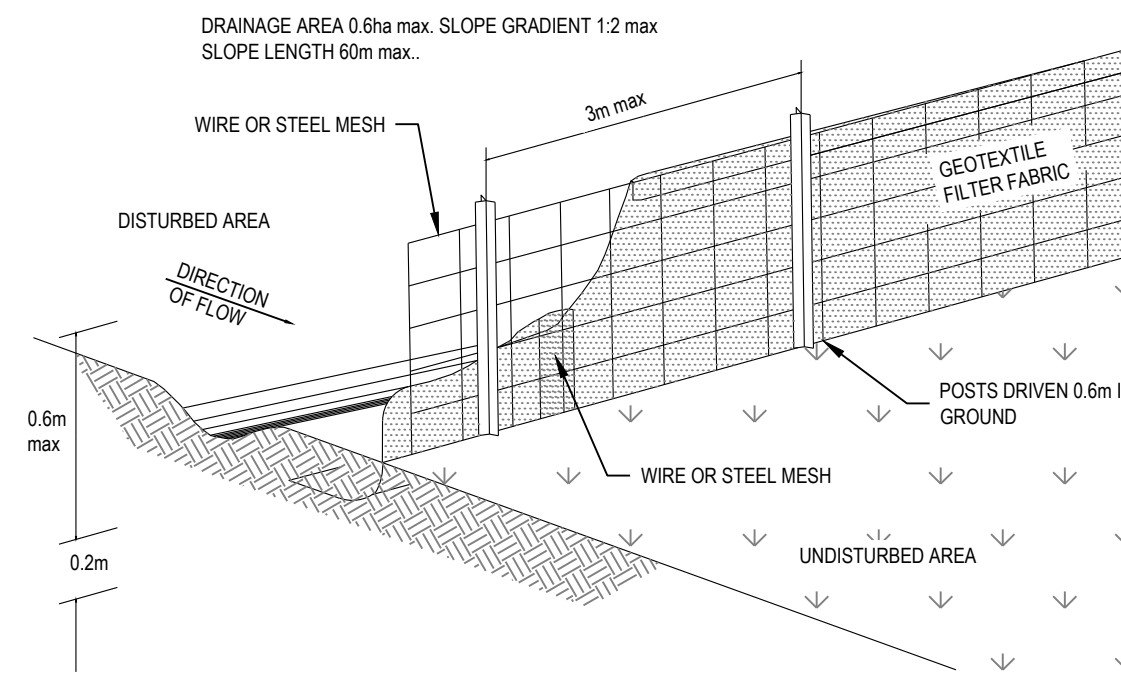 DRAINAGE AREA 0.6ha max. SLOPE GRADIENT 1:2 max
SLOPE LENGTH 60m max..
3m max
WIRE OR STEEL MESH
GEOTEXTILE
FILTER FABRIC
DISTURBED AREA
DIRECTION
OF FLOW
POSTS DRIVEN 0.6m
GROUND
0.6m
max
WIRE OR STEEL MESH
0.2m
UNDISTURBED AREA